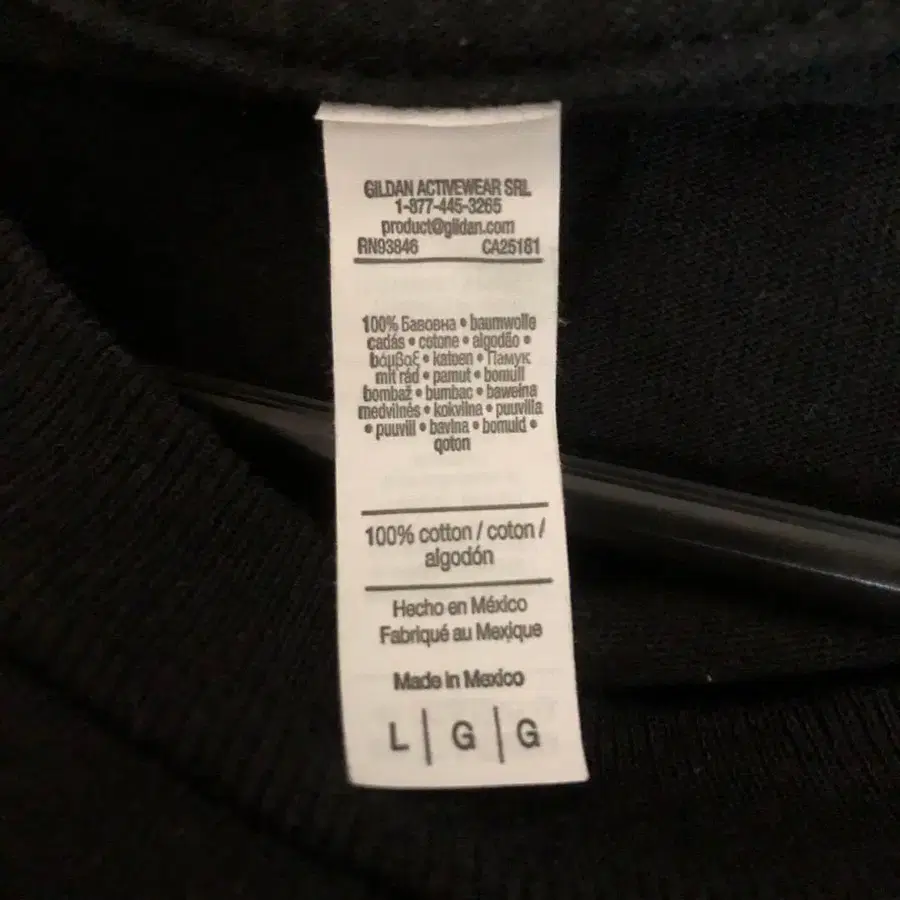 GILDAN ACTIVEWEAR SRL
1-877-445-3265
product@gildan.com
RN93846 CA25181
100% Бавовна • baumwolle
cadás • cotone • algodão •
bάμβαξ • katoen • Памук
mit rád • pamut • bomull
bombaž • bumbac • bawełna
medvilnės • kokvilna • puuvilla
• puuvill • bavlna • bomuld •
qoton
100% cotton / coton /
algodón
Hecho en México
Fabriqué au Mexique
Made in Mexico
L | G | G